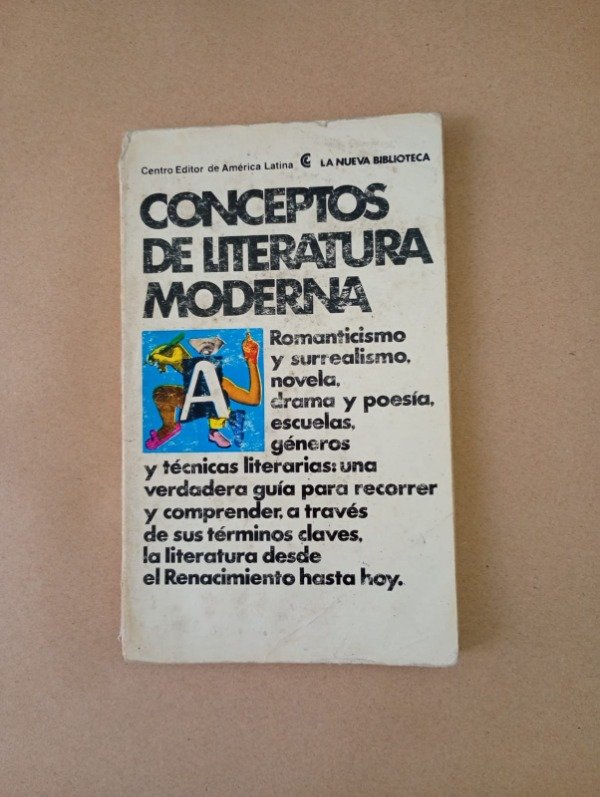 Centro Editor de América Latina LA NUEVA BIBLIOTECA
CONCEPTOS
DE LITERATURA
MODERNA
Romanticismo
y surrealismo,
novela,
drama y poesía,
escuelas,
géneros
y técnicas literarias: una
verdadera guía para recorrer
y comprender, a través
de sus términos claves,
la literatura desde
el Renacimiento hasta hoy.
A